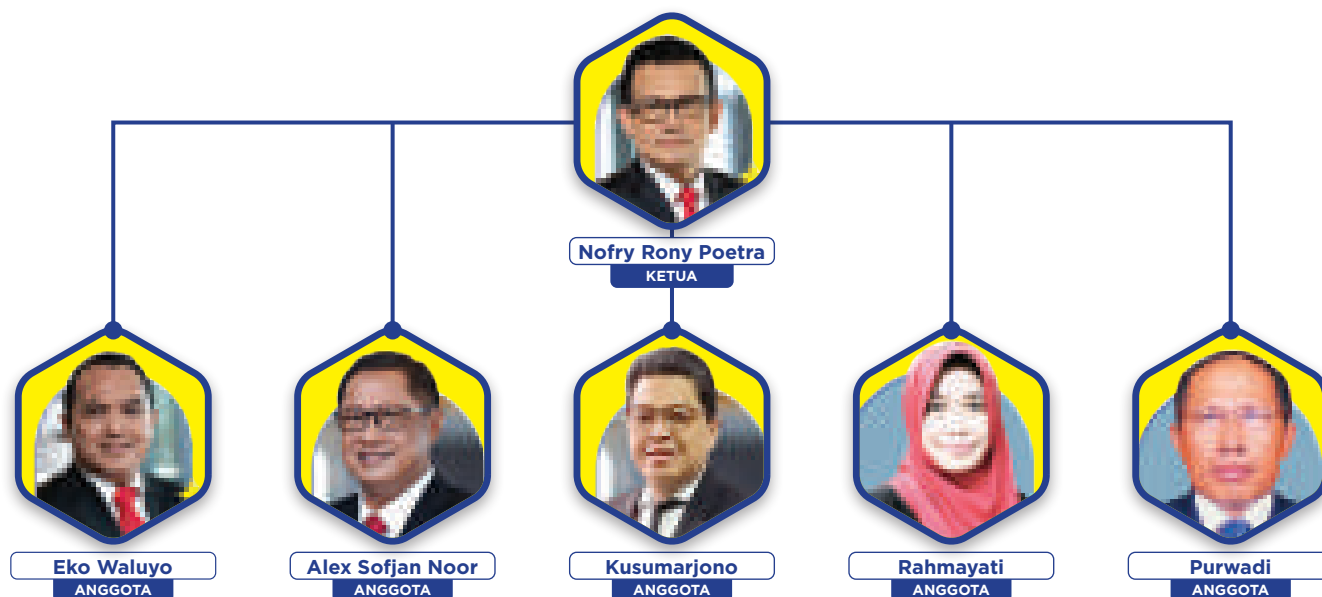 Nofry Rony Poetra
KETUA
Eko Waluyo
ANGGOTA
Alex Sofjan Noor
ANGGOTA
Kusumarjono
ANGGOTA
Rahmayati
ANGGOTA
Purwadi
ANGGOTA